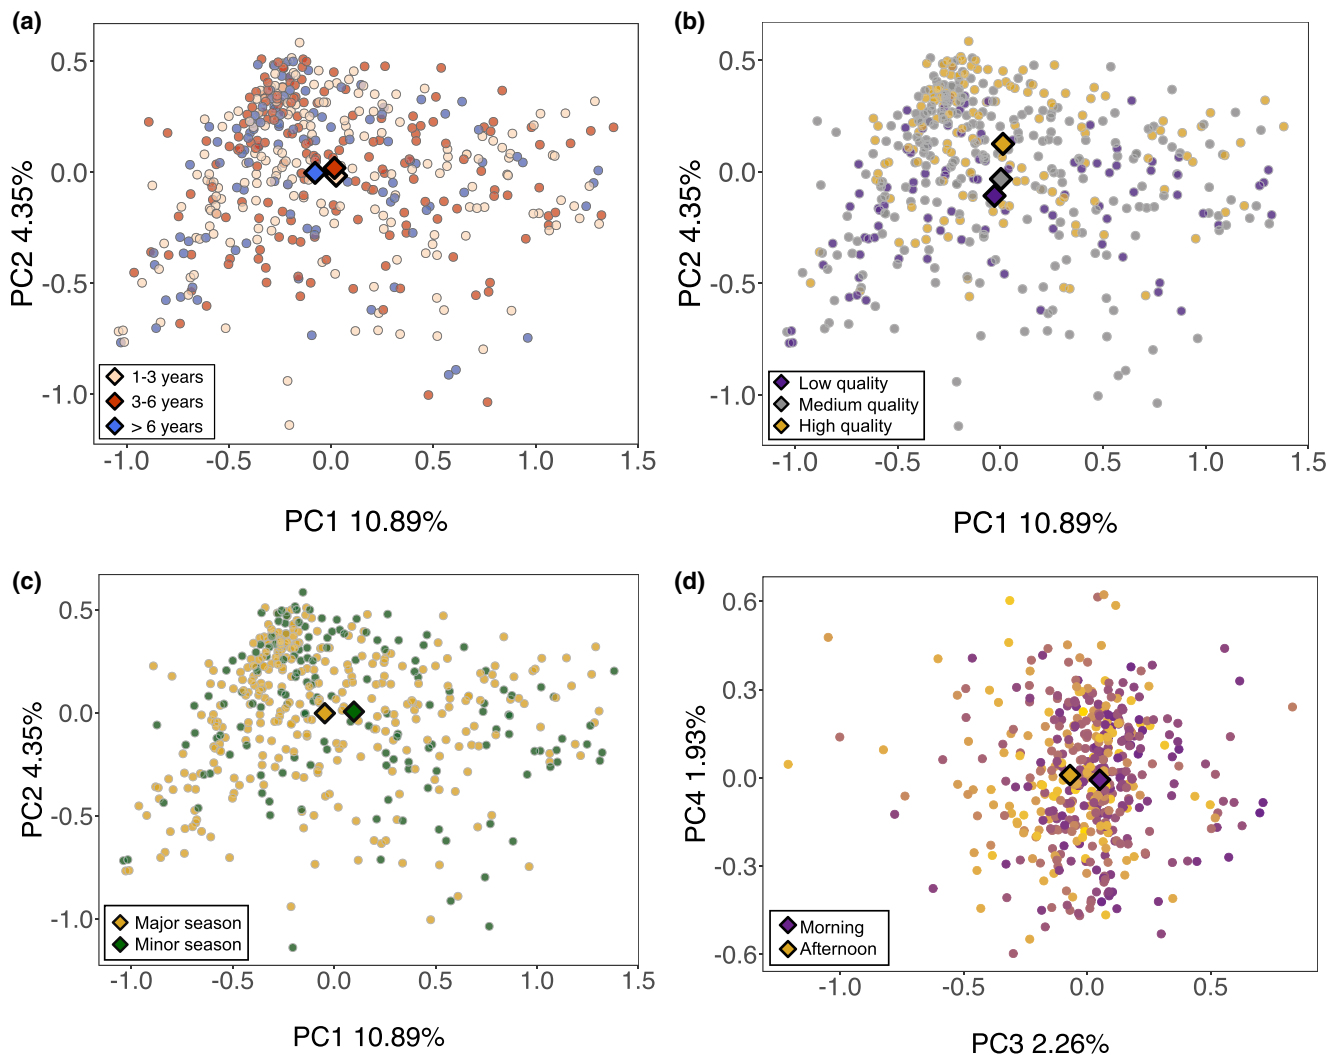 (a)
0.5
0.0
-0.5
-1.0
PC2 4.35%
1-3 years
3-6 years
> 6 years
-1.0 -0.5 0.0 0.5 1.0 1.5
PC1 10.89%
(b)
0.5
0.0
-0.5
-1.0
PC2 4.35%
Low quality
Medium quality
High quality
-1.0 -0.5 0.0 0.5 1.0 1.5
PC1 10.89%
(c)
0.5
0.0
-0.5
-1.0
PC2 4.35%
Major season
Minor season
-1.0 -0.5 0.0 0.5 1.0 1.5
PC1 10.89%
(d)
0.6
0.3
0.0
-0.3
-0.6
PC4 1.93%
Morning
Afternoon
-1.0 -0.5 0.0 0.5
PC3 2.26%